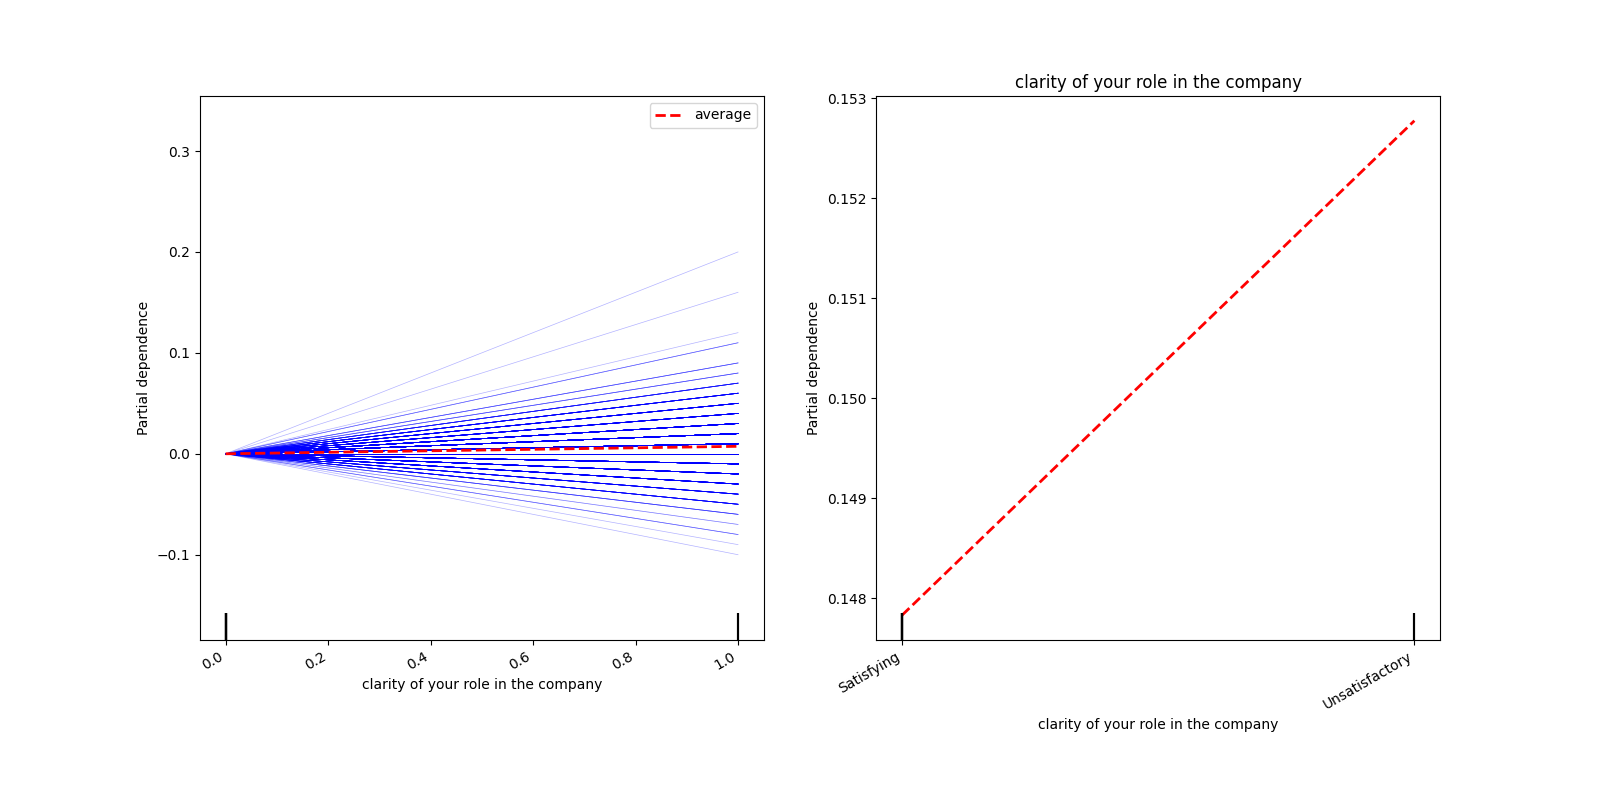 average
0.3
0.2
0.1
0.0
−0.1
Partial dependence
0.0
0.2
0.4
0.6
0.8
1.0
clarity of your role in the company
clarity of your role in the company
0.153
0.152
0.151
0.150
0.149
0.148
Partial dependence
Satisfying
Unsatisfactory
clarity of your role in the company